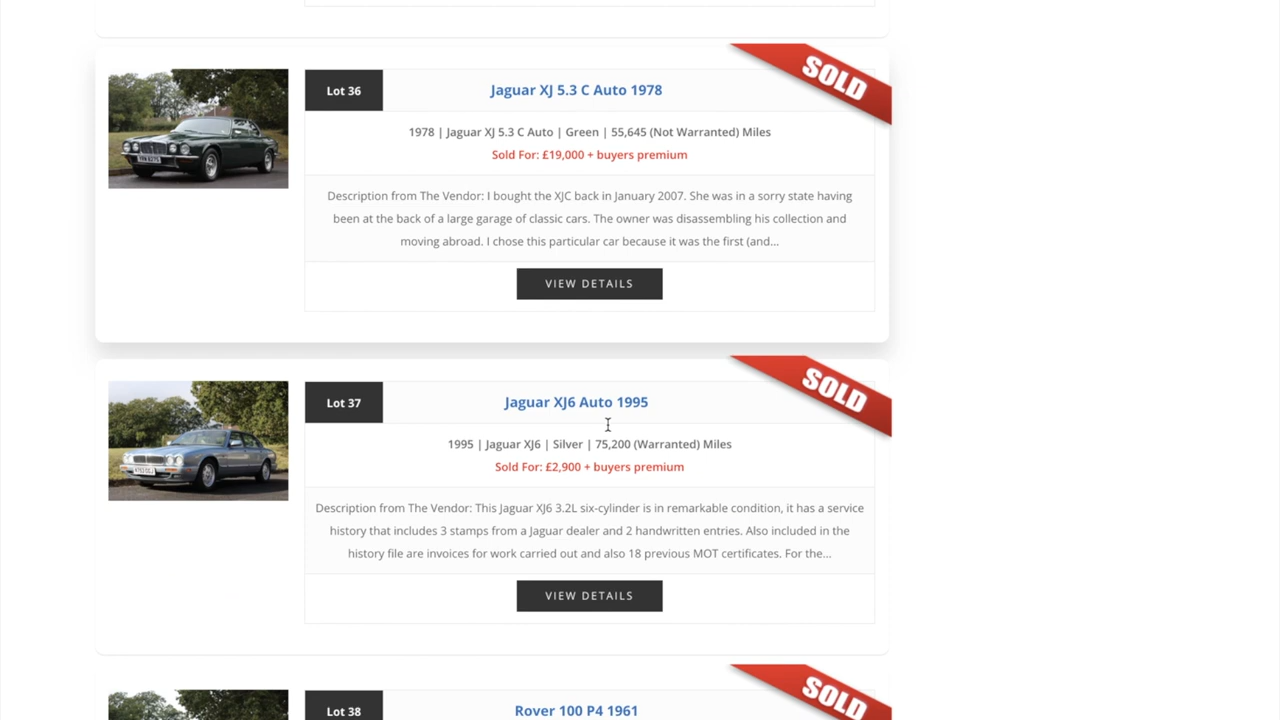 SOLD
Lot 36
Jaguar XJ 5.3 C Auto 1978
1978 | Jaguar XJ 5.3 C Auto | Green | 55,645 (Not Warranted) Miles
Sold For: £19,000 + buyers premium
Description from The Vendor: I bought the XJC back in January 2007. She was in a sorry state having
been at the back of a large garage of classic cars. The owner was disassembling his collection and
moving abroad. I chose this particular car because it was the first (and...
VIEW DETAILS
SOLD
Lot 37
Jaguar XJ6 Auto 1995
1995 | Jaguar XJ6 | Silver | 75,200 (Warranted) Miles
Sold For: £2,900 + buyers premium
Description from The Vendor: This Jaguar XJ6 3.2L six-cylinder is in remarkable condition, it has a service
history that includes 3 stamps from a Jaguar dealer and 2 handwritten entries. Also included in the
history file are invoices for work carried out and also 18 previous MOT certificates. For the...
VIEW DETAILS
SOLD
Lot 38
Rover 100 P4 1961